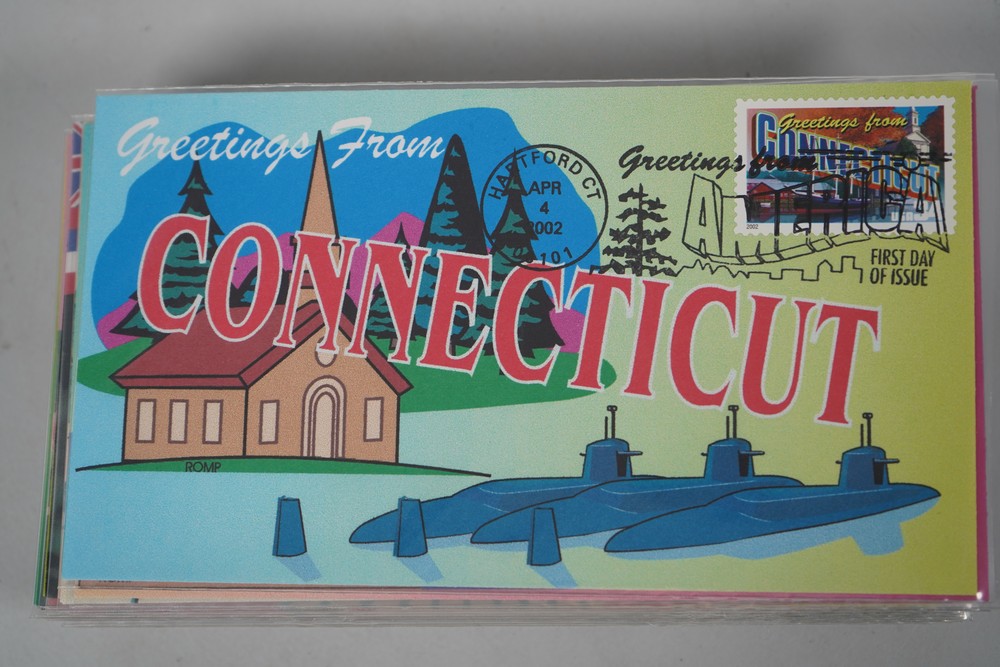 Greetings From
CONNECTICUT
ROMP
HARTFORD CT
APR
4
2002
Greetings from
AMERICA
FIRST DAY
OF ISSUE
Greetings from
CONNECTICUT
2002